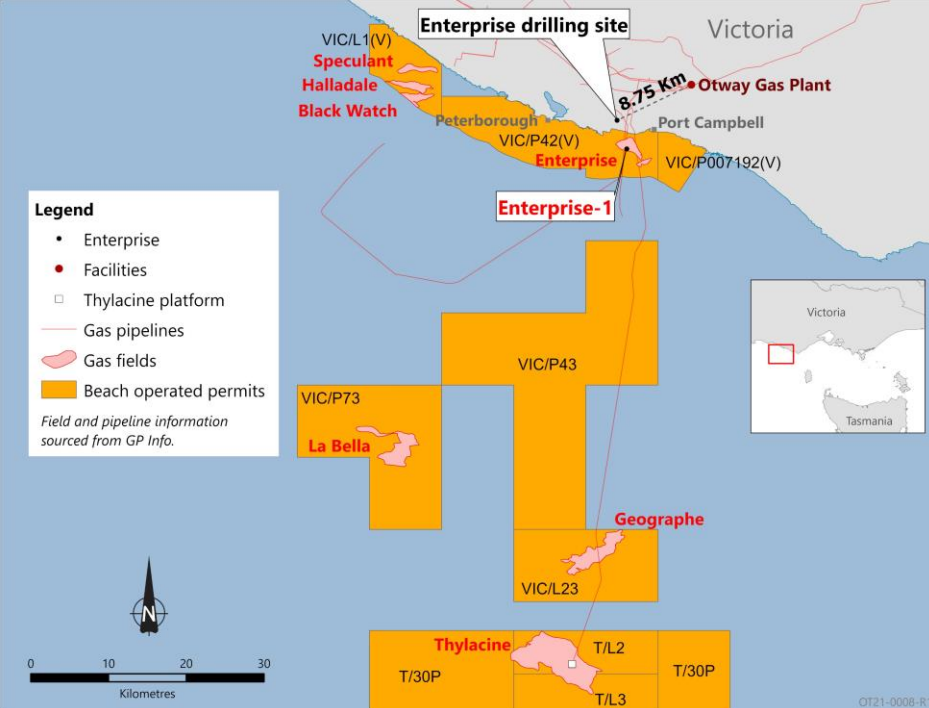 Enterprise drilling site
Victoria
VIC/L1(V)
Speculant
Halladale
Black Watch
8.75 Km
Otway Gas Plant
Peterborough
Port Campbell
VIC/P42(V)
Enterprise
VIC/P007192(V)
Enterprise-1
Legend
Enterprise
Facilities
Thylacine platform
Gas pipelines
Gas fields
Beach operated permits
Field and pipeline information
sourced from GP Info.
VIC/P43
VIC/P73
La Bella
Victoria
Tasmania
Geographe
VIC/L23
N
Thylacine
T/L2
T/30P
T/30P
T/L3
0 10 20 30
Kilometres
OT21-0008-R1